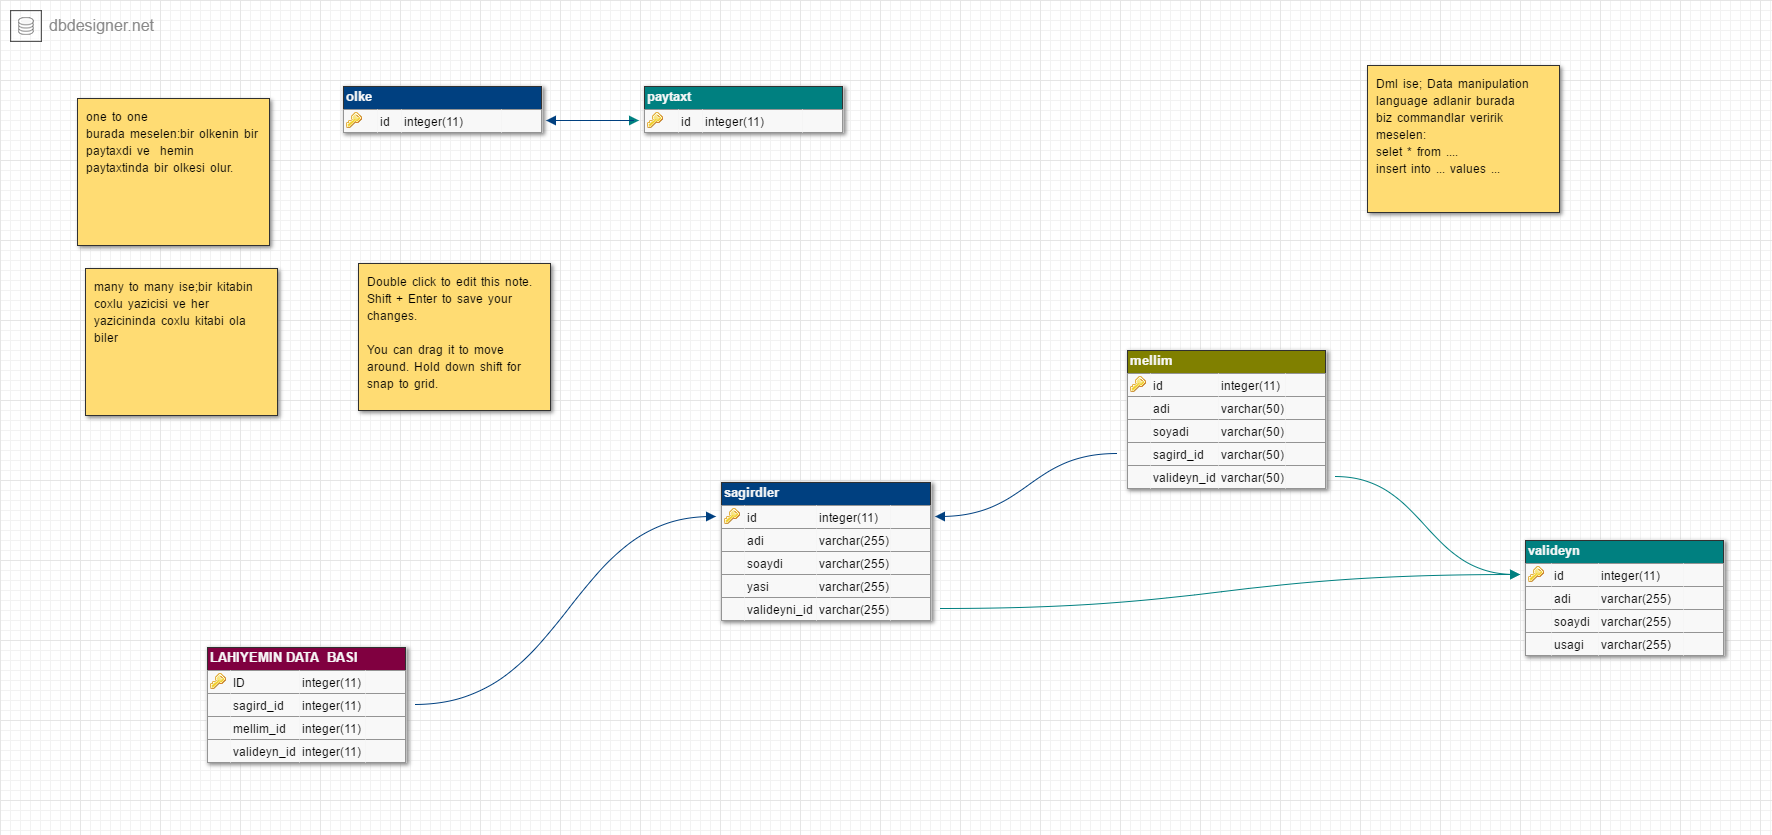 dbdesigner.net
one to one
burada meselen:bir olkenin bir
paytaxdi ve hemin
paytaxtinda bir olkesi olur.
olke
id integer(11)
paytaxt
id integer(11)
Dml ise; Data manipulation
language adlanir burada
biz commandlar veririk
meselen:
selet * from ....
insert into ... values ...
many to many ise;bir kitabin
coxlu yazicisi ve her
yazicininda coxlu kitabi ola
biler
Double click to edit this note.
Shift + Enter to save your
changes.
You can drag it to move
around. Hold down shift for
snap to grid.
mellim
id integer(11)
adi varchar(50)
soyadi varchar(50)
sagird_id varchar(50)
valideyn_id varchar(50)
sagirdler
id integer(11)
adi varchar(255)
soaydi varchar(255)
yasi varchar(255)
valideyni_id varchar(255)
valideyn
id integer(11)
adi varchar(255)
soaydi varchar(255)
usagi varchar(255)
LAHIYEMIN DATA BASI
ID integer(11)
sagird_id integer(11)
mellim_id integer(11)
valideyn_id integer(11)